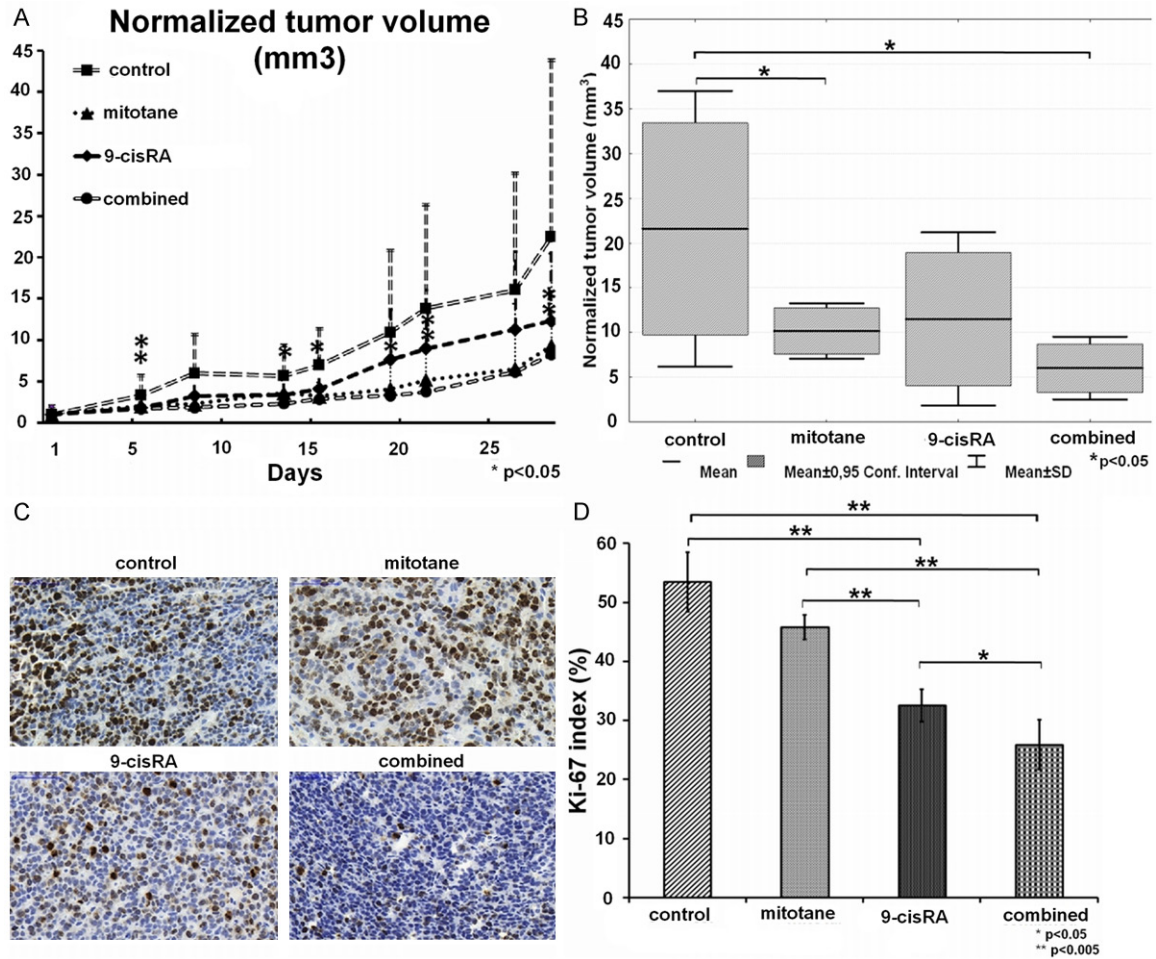 A
Normalized tumor volume
(mm3)
45
40
35
30
25
20
15
10
5
0
control
mitotane
9-cisRA
combined
* *
*
*
*
* *
* *
1 5 10 15 20 25
Days
* p<0.05
B
Normalized tumor volume (mm³)
45
40
35
30
25
20
15
10
5
0
*
*
control mitotane 9-cisRA combined
Mean Mean±0,95 Conf. Interval Mean±SD
*p<0.05
C
control mitotane
9-cisRA combined
D
Ki-67 index (%)
60
50
40
30
20
10
0
**
**
**
**
*
control mitotane 9-cisRA combined
* p<0.05
** p<0.005